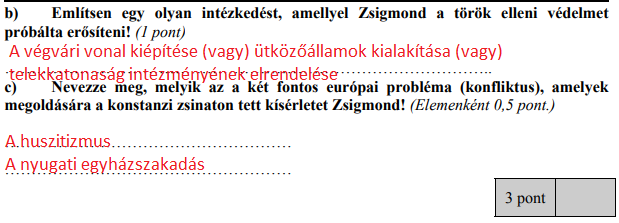 b) Említsen egy olyan intézkedést, amellyel Zsigmond a török elleni védelmet
próbálta erősíteni! (1 pont)
A végvári vonal kiépítése (vagy) ütközőállamok kialakítása (vagy)
telekkatonaság intézményének elrendelése
c) Nevezze meg, melyik az a két fontos európai probléma (konfliktus), amelyek
megoldására a konstanzi zsinaton tett kísérletet Zsigmond! (Elemenként 0,5 pont.)
A huszitizmus
A nyugati egyházszakadás
3 pont